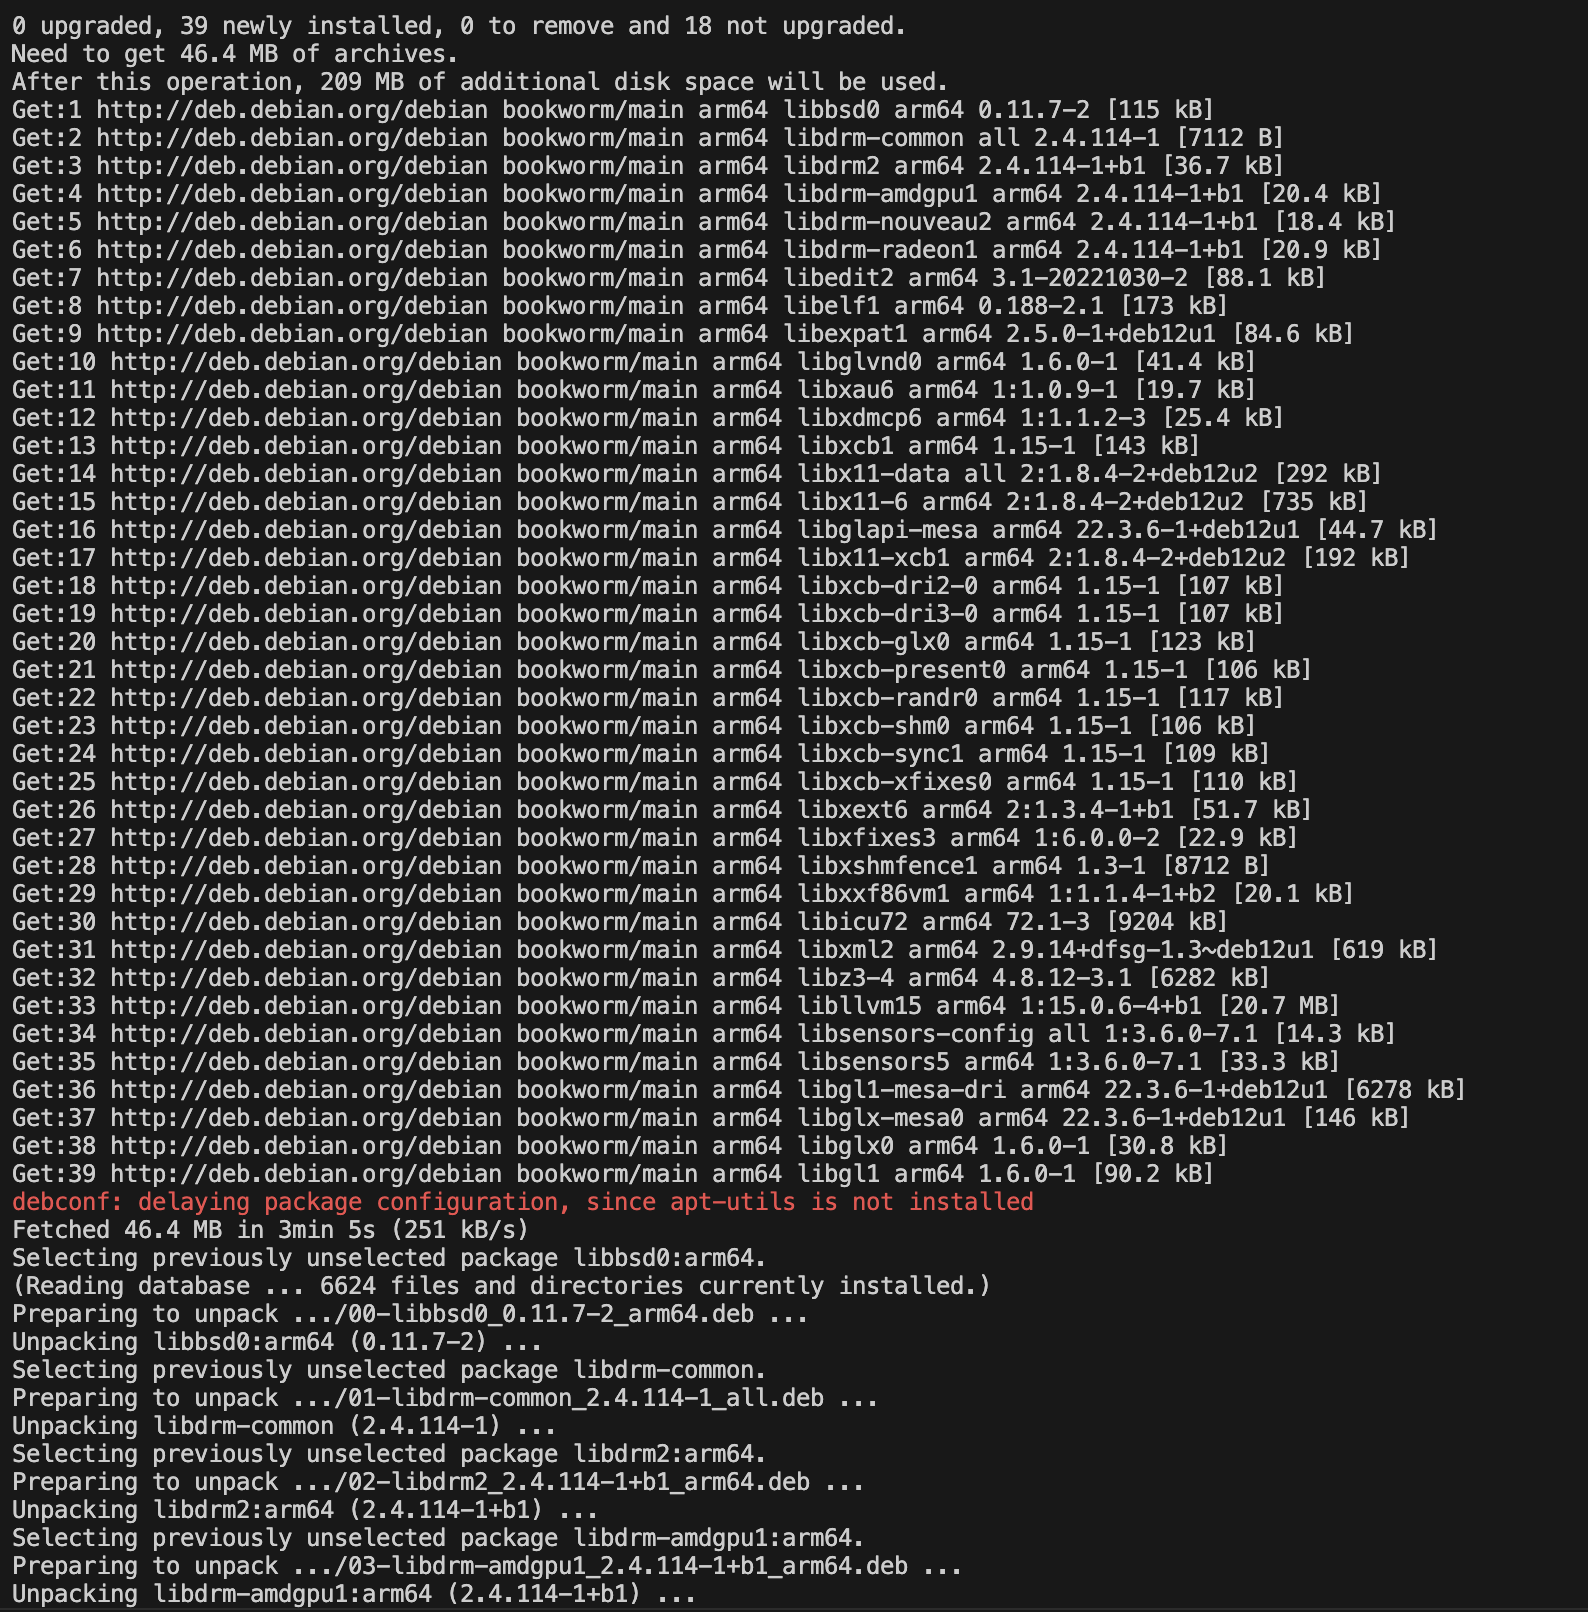 0 upgraded, 39 newly installed, 0 to remove and 18 not upgraded.
Need to get 46.4 MB of archives.
After this operation, 209 MB of additional disk space will be used.
Get:1 http://deb.debian.org/debian bookworm/main arm64 libbsd0 arm64 0.11.7-2 [115 kB]
Get:2 http://deb.debian.org/debian bookworm/main arm64 libdrm-common all 2.4.114-1 [7112 B]
Get:3 http://deb.debian.org/debian bookworm/main arm64 libdrm2 arm64 2.4.114-1+b1 [36.7 kB]
Get:4 http://deb.debian.org/debian bookworm/main arm64 libdrm-amdgpu1 arm64 2.4.114-1+b1 [20.4 kB]
Get:5 http://deb.debian.org/debian bookworm/main arm64 libdrm-nouveau2 arm64 2.4.114-1+b1 [18.4 kB]
Get:6 http://deb.debian.org/debian bookworm/main arm64 libdrm-radeon1 arm64 2.4.114-1+b1 [20.9 kB]
Get:7 http://deb.debian.org/debian bookworm/main arm64 libedit2 arm64 3.1-20221030-2 [88.1 kB]
Get:8 http://deb.debian.org/debian bookworm/main arm64 libelf1 arm64 0.188-2.1 [173 kB]
Get:9 http://deb.debian.org/debian bookworm/main arm64 libexpat1 arm64 2.5.0-1+deb12u1 [84.6 kB]
Get:10 http://deb.debian.org/debian bookworm/main arm64 libglvnd0 arm64 1.6.0-1 [41.4 kB]
Get:11 http://deb.debian.org/debian bookworm/main arm64 libxau6 arm64 1:1.0.9-1 [19.7 kB]
Get:12 http://deb.debian.org/debian bookworm/main arm64 libxdmcp6 arm64 1:1.1.2-3 [25.4 kB]
Get:13 http://deb.debian.org/debian bookworm/main arm64 libxcb1 arm64 1.15-1 [143 kB]
Get:14 http://deb.debian.org/debian bookworm/main arm64 libx11-data all 2:1.8.4-2+deb12u2 [292 kB]
Get:15 http://deb.debian.org/debian bookworm/main arm64 libx11-6 arm64 2:1.8.4-2+deb12u2 [735 kB]
Get:16 http://deb.debian.org/debian bookworm/main arm64 libglapi-mesa arm64 22.3.6-1+deb12u1 [44.7 kB]
Get:17 http://deb.debian.org/debian bookworm/main arm64 libx11-xcb1 arm64 2:1.8.4-2+deb12u2 [192 kB]
Get:18 http://deb.debian.org/debian bookworm/main arm64 libxcb-dri2-0 arm64 1.15-1 [107 kB]
Get:19 http://deb.debian.org/debian bookworm/main arm64 libxcb-dri3-0 arm64 1.15-1 [107 kB]
Get:20 http://deb.debian.org/debian bookworm/main arm64 libxcb-glx0 arm64 1.15-1 [123 kB]
Get:21 http://deb.debian.org/debian bookworm/main arm64 libxcb-present0 arm64 1.15-1 [106 kB]
Get:22 http://deb.debian.org/debian bookworm/main arm64 libxcb-randr0 arm64 1.15-1 [117 kB]
Get:23 http://deb.debian.org/debian bookworm/main arm64 libxcb-shm0 arm64 1.15-1 [106 kB]
Get:24 http://deb.debian.org/debian bookworm/main arm64 libxcb-sync1 arm64 1.15-1 [109 kB]
Get:25 http://deb.debian.org/debian bookworm/main arm64 libxcb-xfixes0 arm64 1.15-1 [110 kB]
Get:26 http://deb.debian.org/debian bookworm/main arm64 libxext6 arm64 2:1.3.4-1+b1 [51.7 kB]
Get:27 http://deb.debian.org/debian bookworm/main arm64 libxfixes3 arm64 1:6.0.0-2 [22.9 kB]
Get:28 http://deb.debian.org/debian bookworm/main arm64 libxshmfence1 arm64 1.3-1 [8712 B]
Get:29 http://deb.debian.org/debian bookworm/main arm64 libxxf86vm1 arm64 1:1.1.4-1+b2 [20.1 kB]
Get:30 http://deb.debian.org/debian bookworm/main arm64 libicu72 arm64 72.1-3 [9204 kB]
Get:31 http://deb.debian.org/debian bookworm/main arm64 libxml2 arm64 2.9.14+dfsg-1.3~deb12u1 [619 kB]
Get:32 http://deb.debian.org/debian bookworm/main arm64 libz3-4 arm64 4.8.12-3.1 [6282 kB]
Get:33 http://deb.debian.org/debian bookworm/main arm64 libllvm15 arm64 1:15.0.6-4+b1 [20.7 MB]
Get:34 http://deb.debian.org/debian bookworm/main arm64 libsensors-config all 1:3.6.0-7.1 [14.3 kB]
Get:35 http://deb.debian.org/debian bookworm/main arm64 libsensors5 arm64 1:3.6.0-7.1 [33.3 kB]
Get:36 http://deb.debian.org/debian bookworm/main arm64 libgl1-mesa-dri arm64 22.3.6-1+deb12u1 [6278 kB]
Get:37 http://deb.debian.org/debian bookworm/main arm64 libglx-mesa0 arm64 22.3.6-1+deb12u1 [146 kB]
Get:38 http://deb.debian.org/debian bookworm/main arm64 libglx0 arm64 1.6.0-1 [30.8 kB]
Get:39 http://deb.debian.org/debian bookworm/main arm64 libgl1 arm64 1.6.0-1 [90.2 kB]
debconf: delaying package configuration, since apt-utils is not installed
Fetched 46.4 MB in 3min 5s (251 kB/s)
Selecting previously unselected package libbsd0:arm64.
(Reading database ... 6624 files and directories currently installed.)
Preparing to unpack .../00-libbsd0_0.11.7-2_arm64.deb ...
Unpacking libbsd0:arm64 (0.11.7-2) ...
Selecting previously unselected package libdrm-common.
Preparing to unpack .../01-libdrm-common_2.4.114-1_all.deb ...
Unpacking libdrm-common (2.4.114-1) ...
Selecting previously unselected package libdrm2:arm64.
Preparing to unpack .../02-libdrm2_2.4.114-1+b1_arm64.deb ...
Unpacking libdrm2:arm64 (2.4.114-1+b1) ...
Selecting previously unselected package libdrm-amdgpu1:arm64.
Preparing to unpack .../03-libdrm-amdgpu1_2.4.114-1+b1_arm64.deb ...
Unpacking libdrm-amdgpu1:arm64 (2.4.114-1+b1) ...